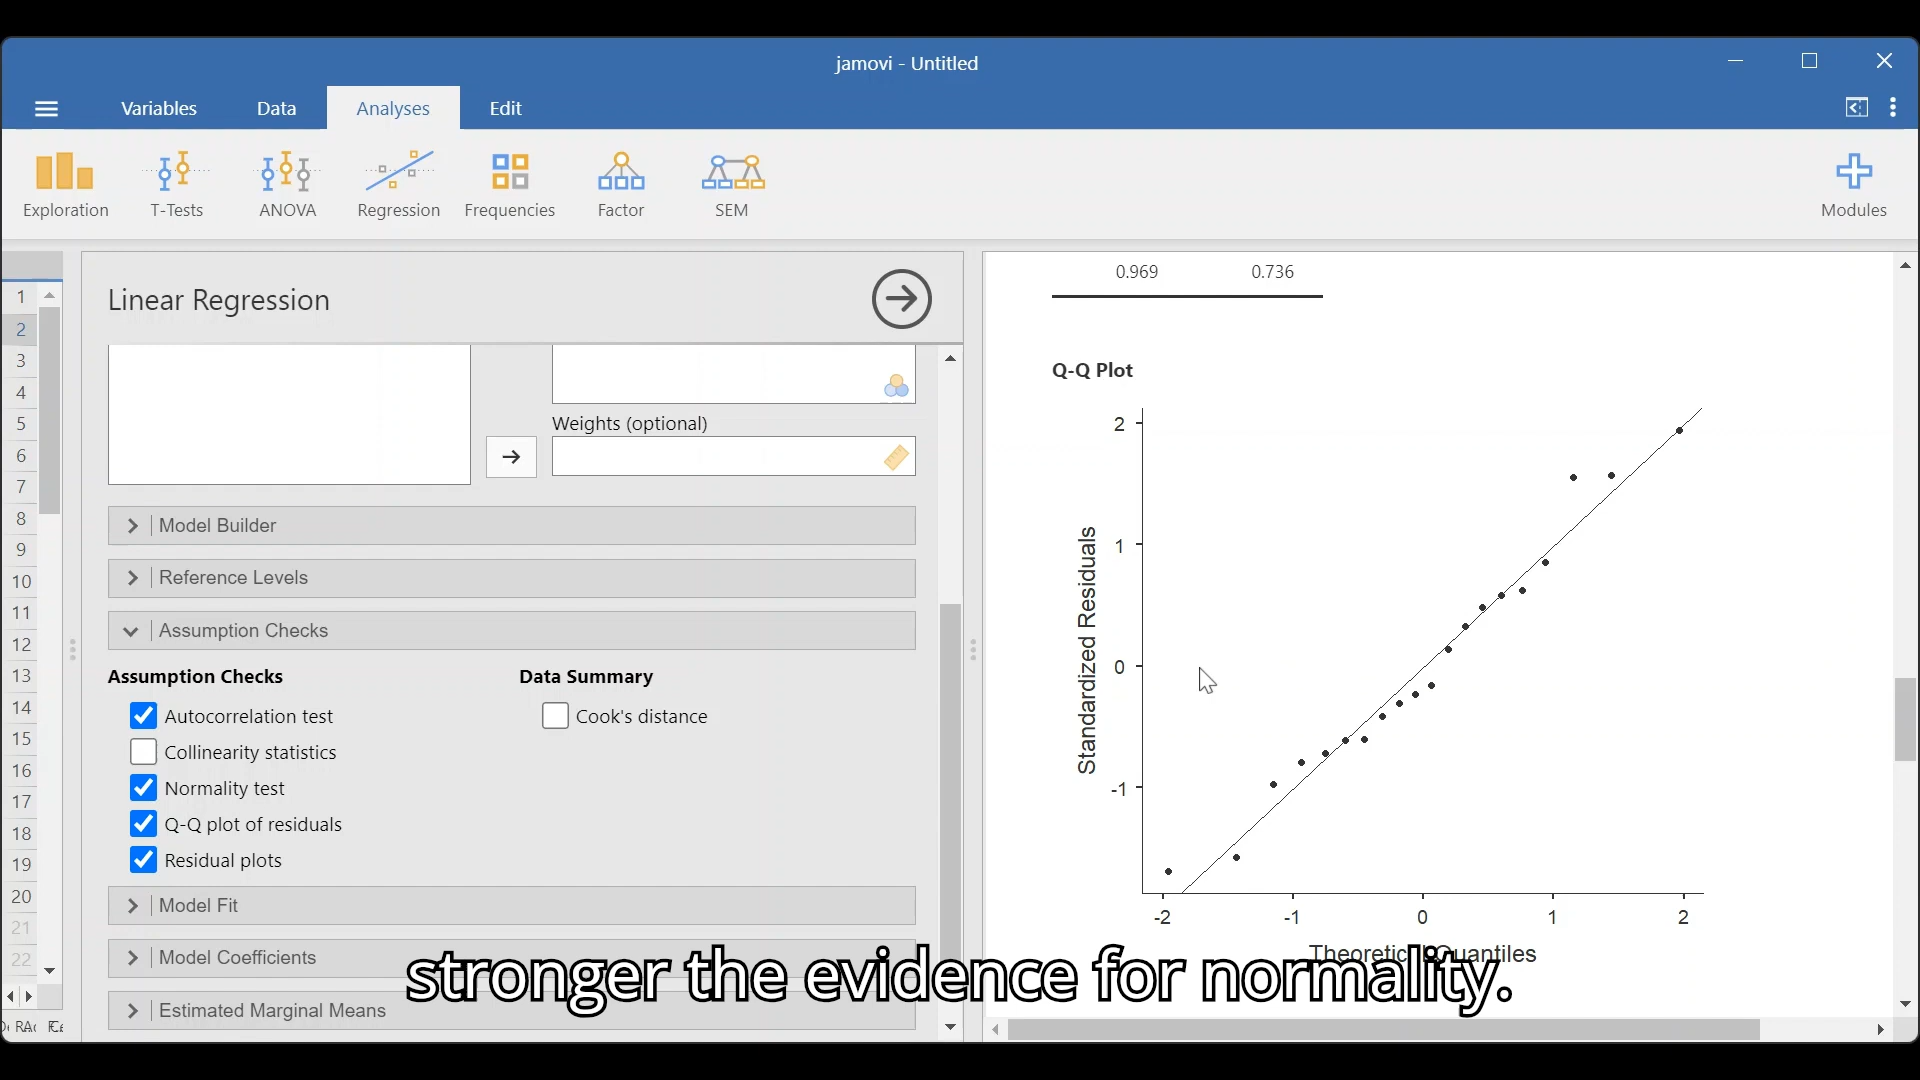 jamovi - Untitled
Variables
Data
Analyses
Edit
Exploration
T-Tests
ANOVA
Regression
Frequencies
Factor
SEM
Modules
1
2
3
4
5
6
7
8
9
10
11
12
13
14
15
16
17
18
19
20
21
22
Linear Regression
Weights (optional)
Model Builder
Reference Levels
Assumption Checks
Assumption Checks
Autocorrelation test
Collinearity statistics
Normality test
Q-Q plot of residuals
Residual plots
Data Summary
Cook's distance
Model Fit
Model Coefficients
Estimated Marginal Means
0.969 0.736
Q-Q Plot
Standardized Residuals
2
1
0
-1
-2 -1 0 1 2
Theoretical Quantiles
stronger the evidence for normality.